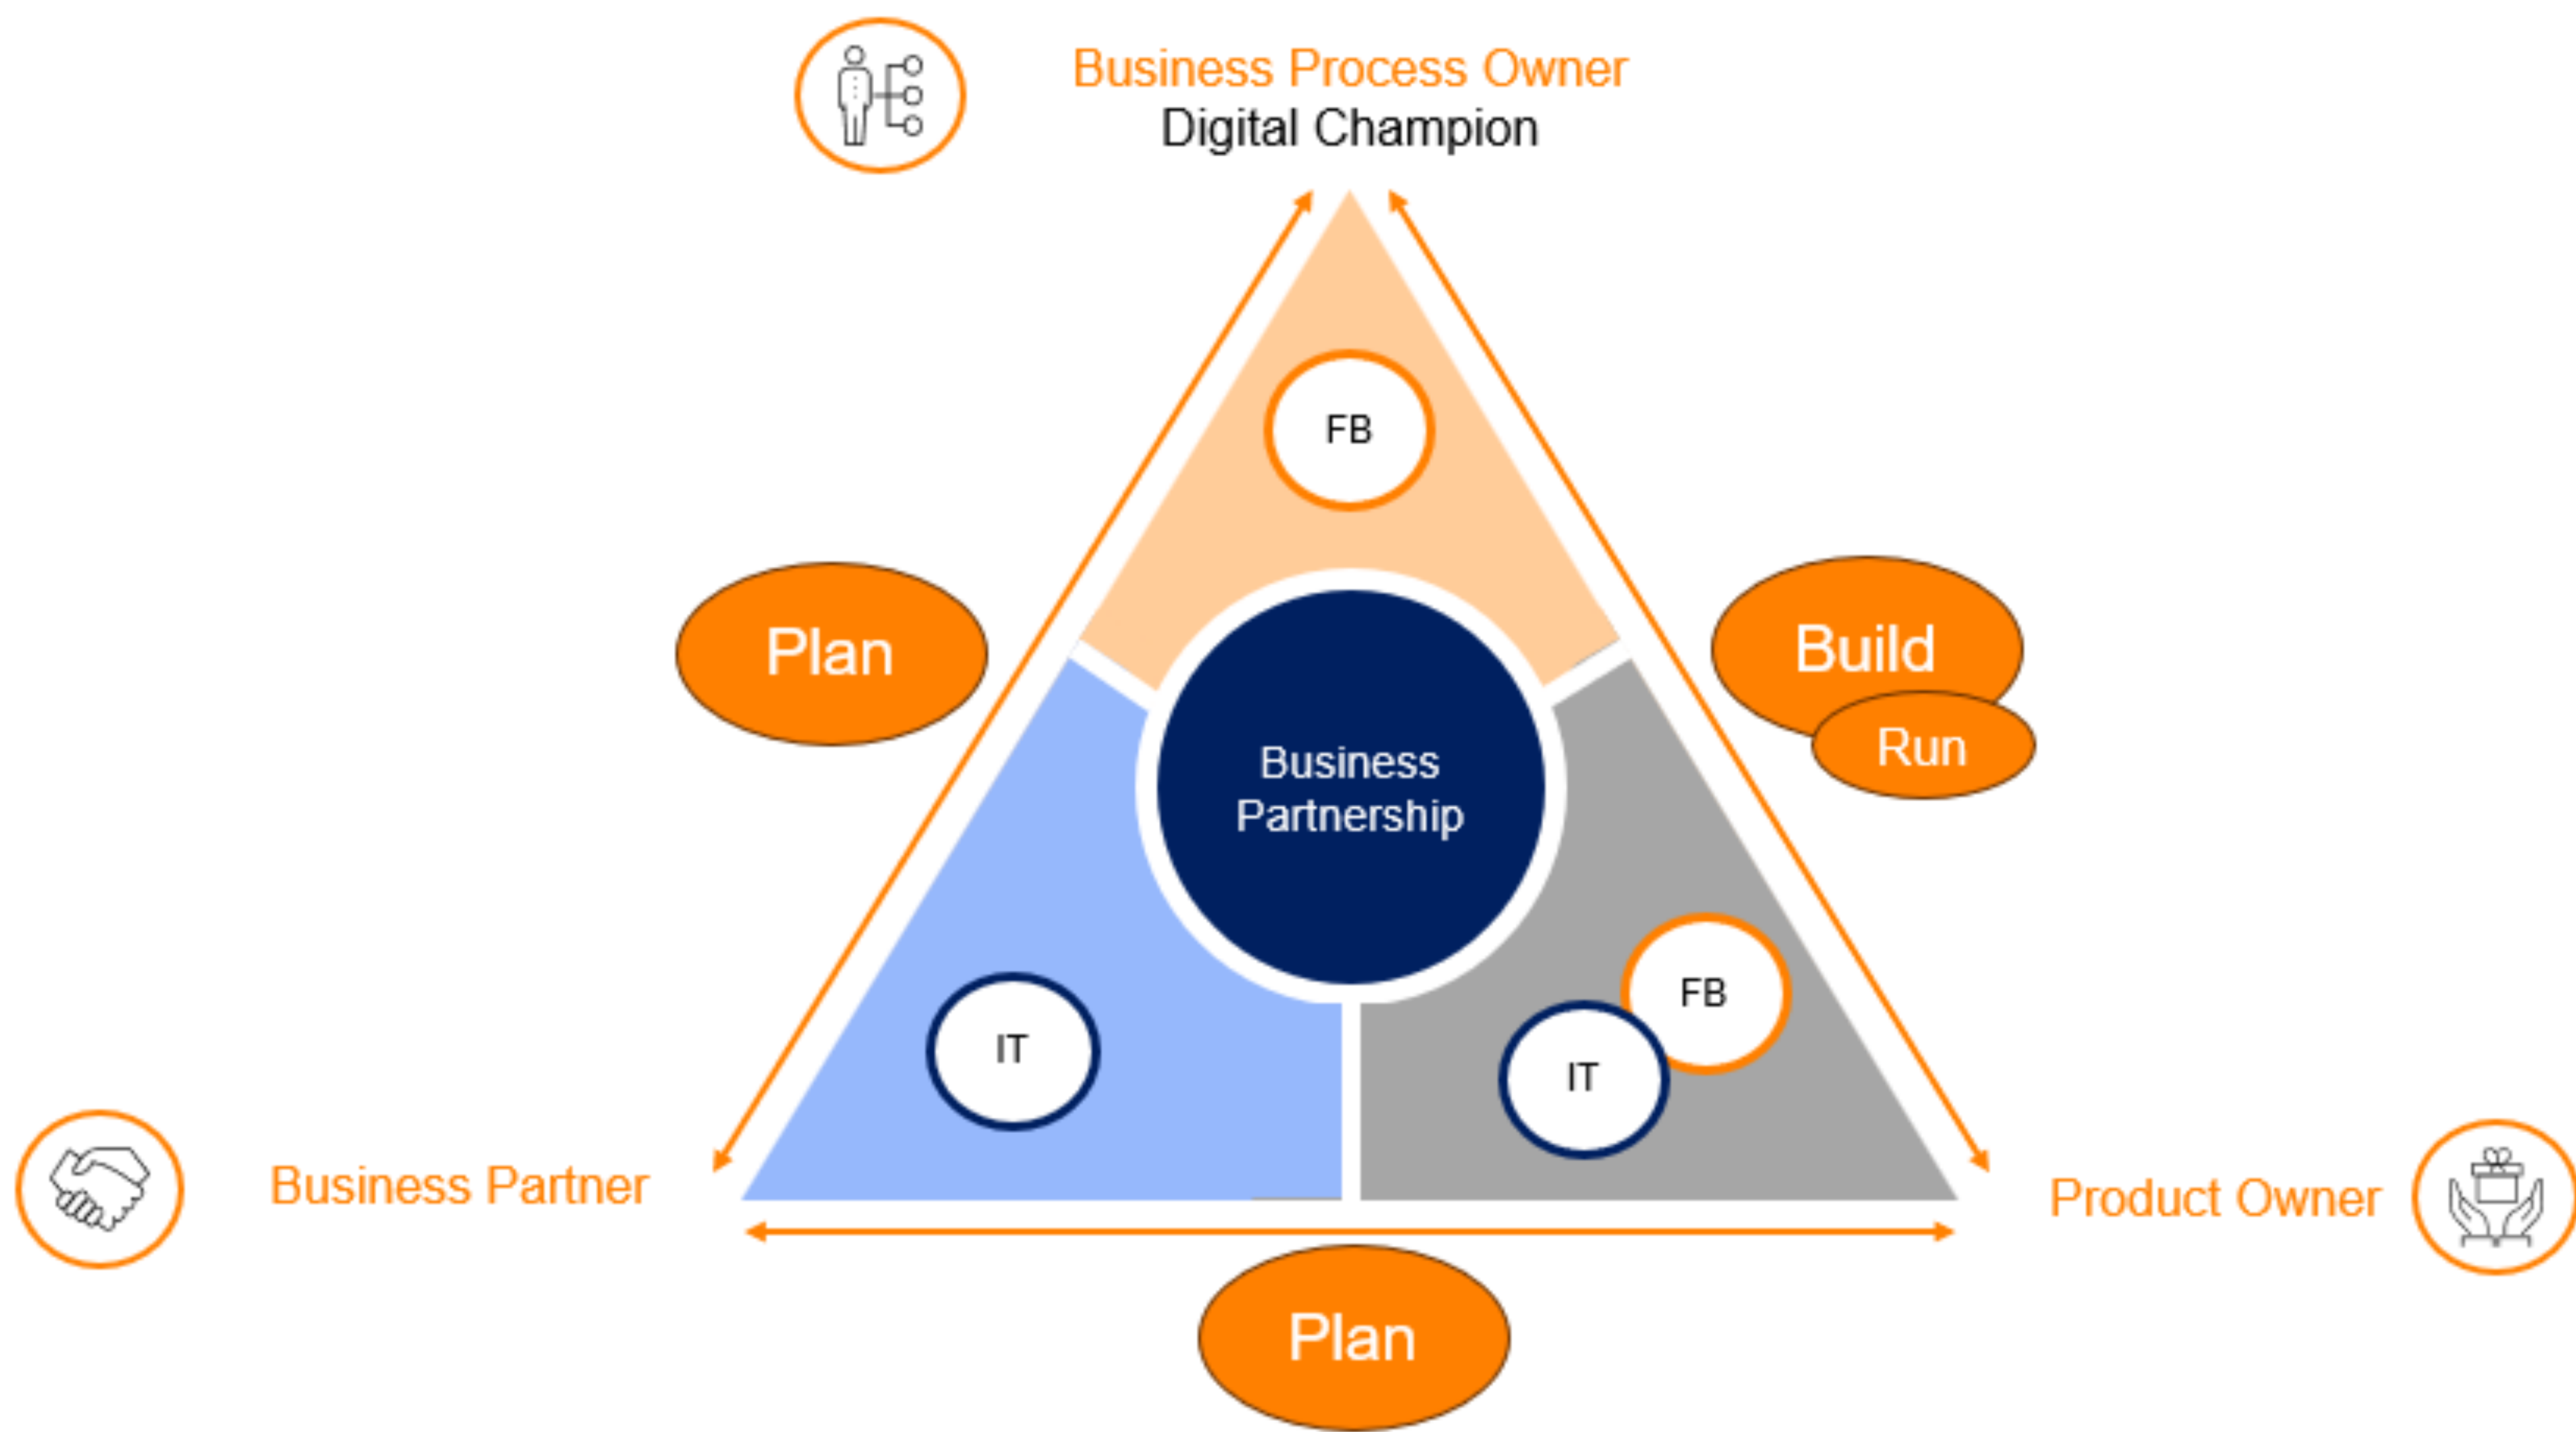 Business Process Owner
Digital Champion
FB
Plan
Build
Run
Business
Partnership
FB
IT
IT
Business Partner
Product Owner
Plan